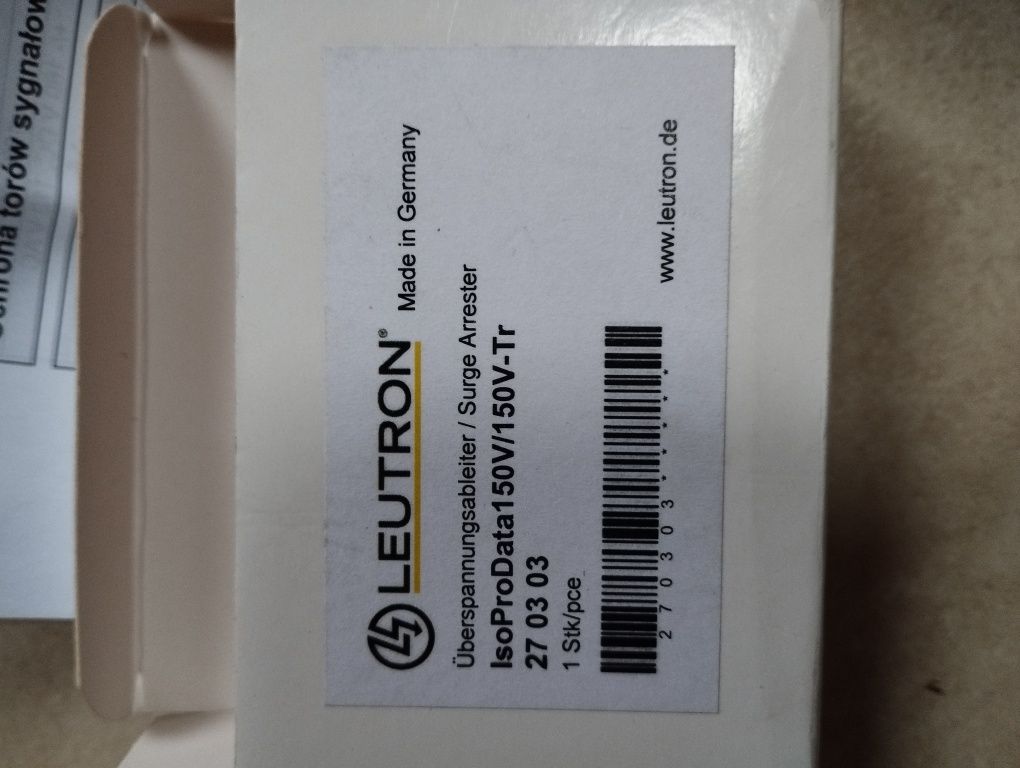 LEUTRON® Made in Germany
Überspannungsableiter / Surge Arrester
IsoProData150V/150V-Tr
27 03 03
1 Stk/pce
270303*****
www.leutron.de
torów